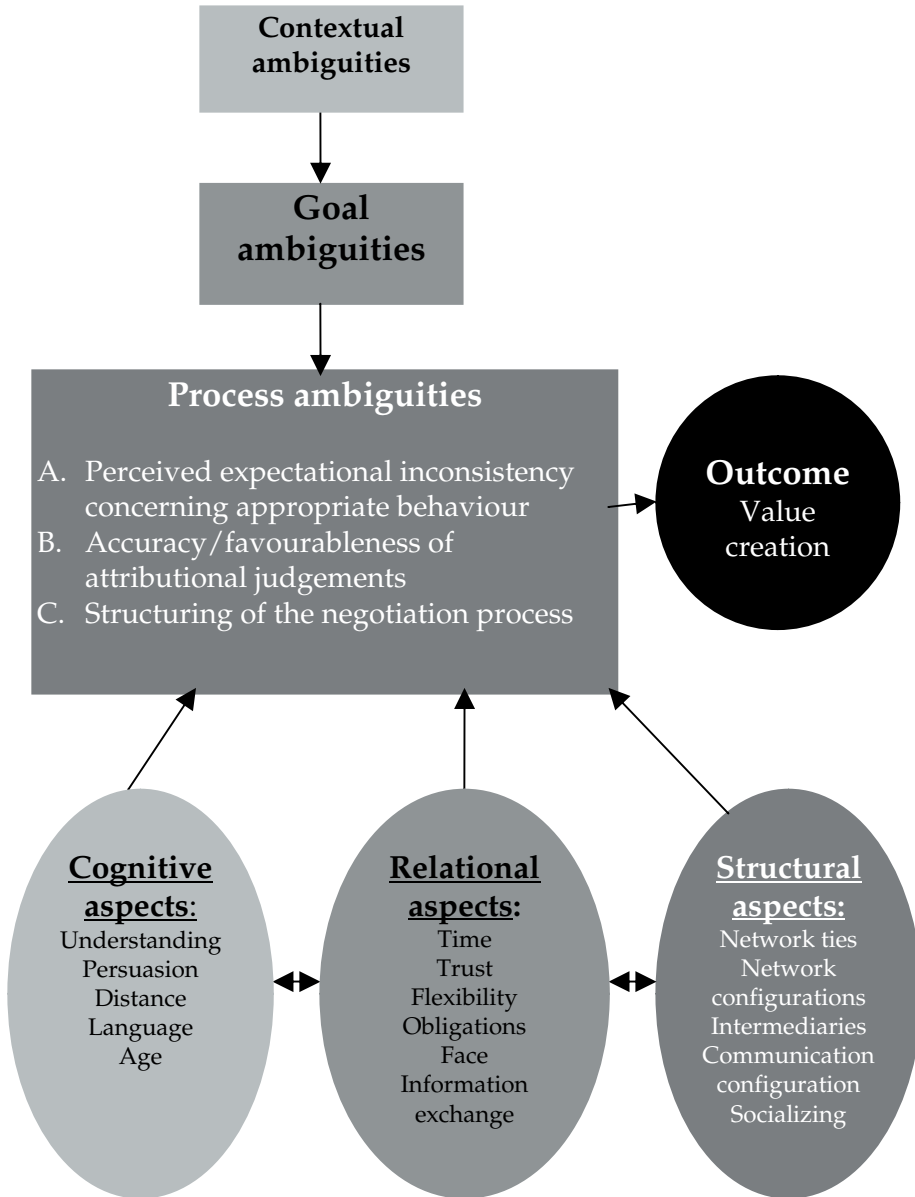 Contextual
ambiguities
Goal
ambiguities
Process ambiguities
A. Perceived expectational inconsistency
concerning appropriate behaviour
B. Accuracy/favourableness of
attributional judgements
C. Structuring of the negotiation process
Outcome
Value
creation
Cognitive
aspects:
Understanding
Persuasion
Distance
Language
Age
Relational
aspects:
Time
Trust
Flexibility
Obligations
Face
Information
exchange
Structural
aspects:
Network ties
Network
configurations
Intermediaries
Communication
configuration
Socializing